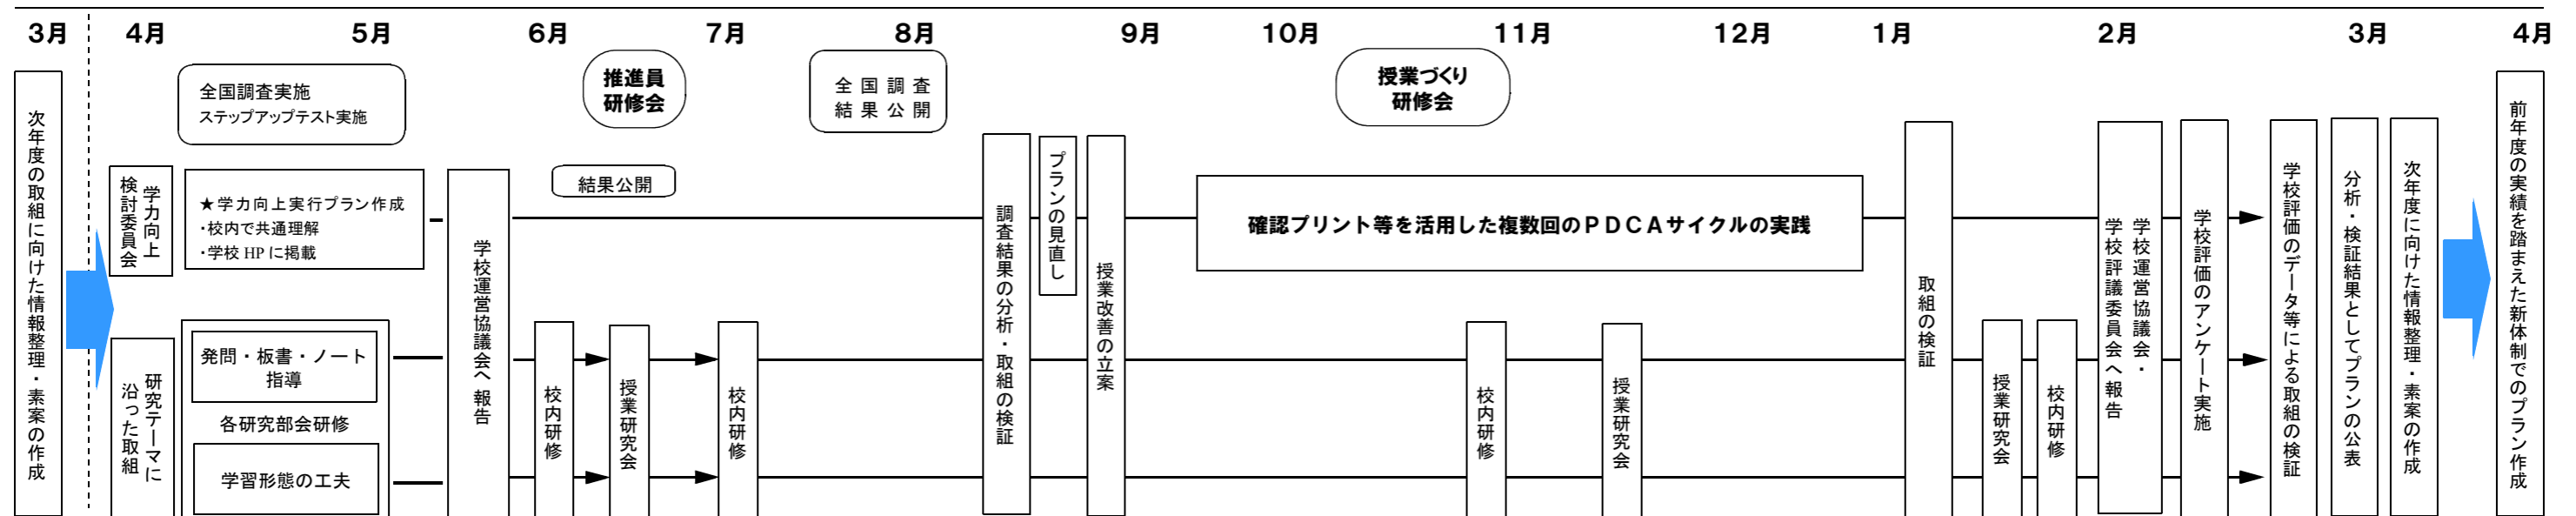 3月
4月
5月
6月
7月
8月
9月
10月
11月
12月
1月
2月
3月
4月
次年度の取組に向けた情報整理・素案の作成
全国調査実施
ステップアップテスト実施
推進員
研修会
全国調査
結果公開
授業づくり
研修会
学力向上
検討委員会
★学力向上実行プラン作成
・校内で共通理解
・学校 HP に掲載
研究テーマに
沿った取組
発問・板書・ノート
指導
各研究部会研修
学習形態の工夫
学校運営協議会へ報告
結果公開
校内研修
授業研究会
校内研修
調査結果の分析・取組の検証
プランの見直し
授業改善の立案
確認プリント等を活用した複数回のPDCAサイクルの実践
校内研修
授業研究会
取組の検証
授業研究会
校内研修
学校運営協議会・
学校評議委員会へ報告
学校評価のアンケート実施
学校評価のデータ等による取組の検証
分析・検証結果としてプランの公表
次年度に向けた情報整理・素案の作成
前年度の実績を踏まえた新体制でのプラン作成